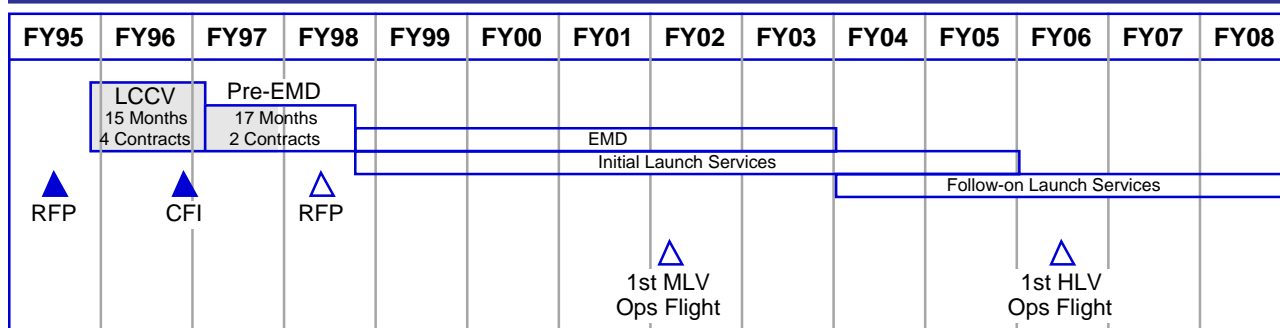 FY95 FY96 FY97 FY98 FY99 FY00 FY01 FY02 FY03 FY04 FY05 FY06 FY07 FY08
LCCV
15 Months
4 Contracts
Pre-EMD
17 Months
2 Contracts
EMD
Initial Launch Services
Follow-on Launch Services
RFP
CFI
RFP
1st MLV
Ops Flight
1st HLV
Ops Flight